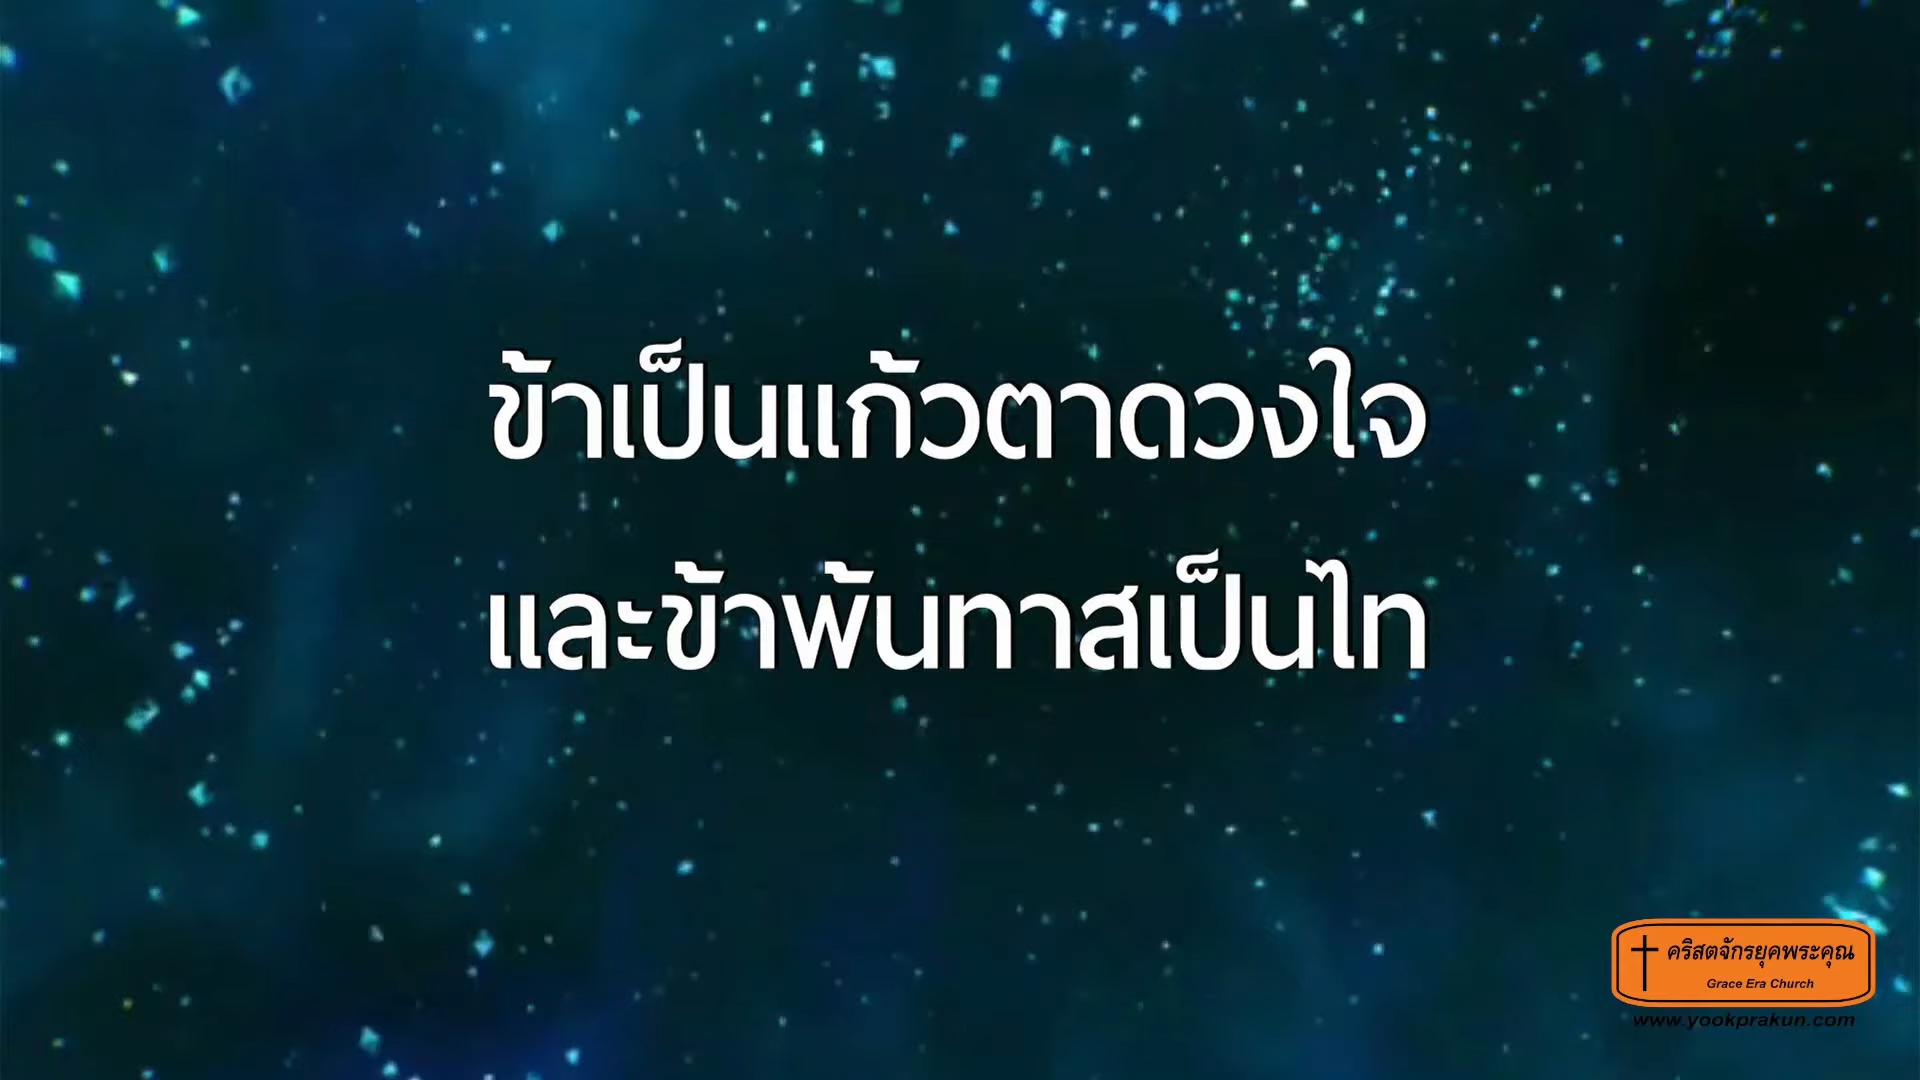 ข้าเป็นแก้วตาดวงใจ
และข้าพ้นทาสเป็นไท
คริสตจักรยุคพระคุณ
Grace Era Church
www.yookprakun.com